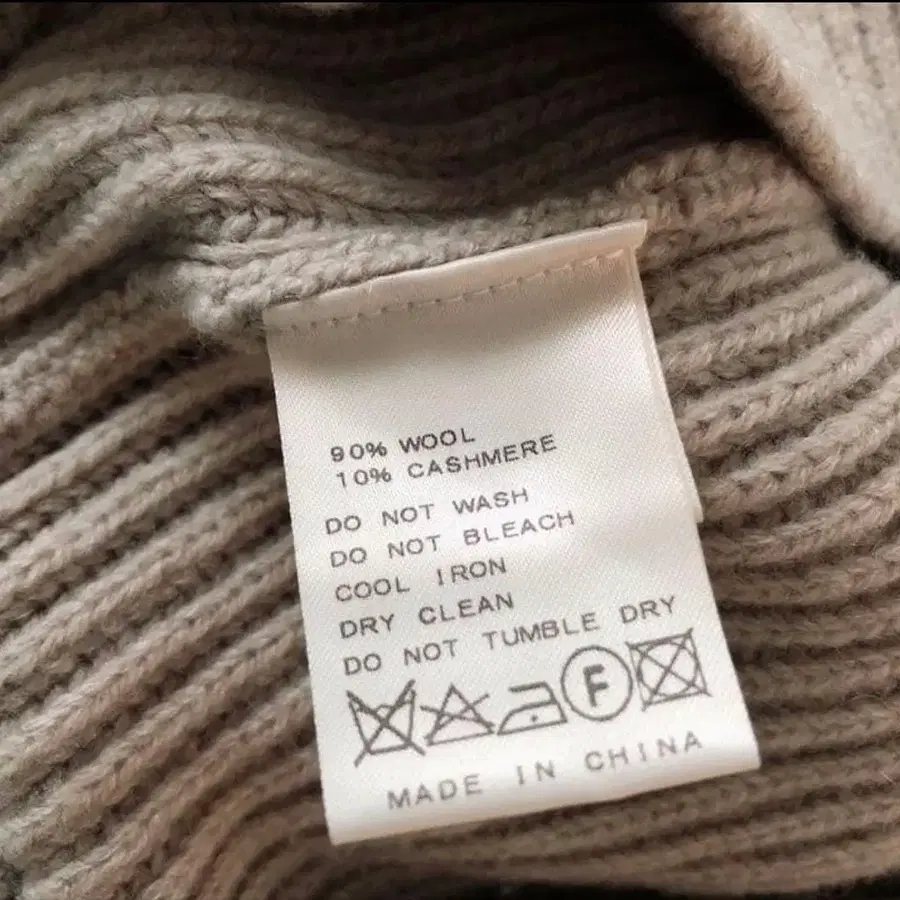 90% WOOL
10% CASHMERE
DO NOT WASH
DO NOT BLEACH
COOL IRON
DRY CLEAN
DO NOT TUMBLE DRY
F
MADE IN CHINA